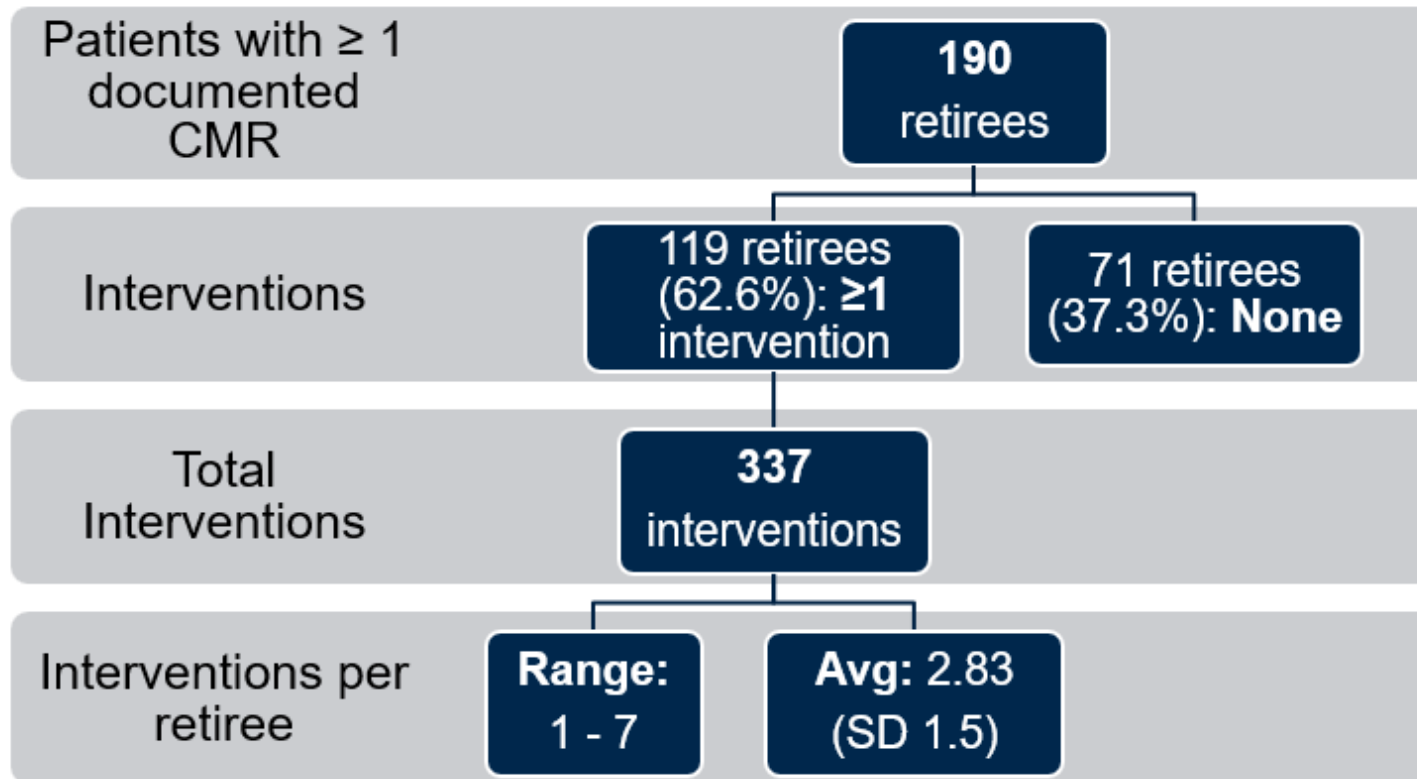 Patients with ≥ 1
documented
CMR
190
retirees
Interventions
119 retirees
(62.6%): ≥1
intervention
71 retirees
(37.3%): None
Total
Interventions
337
interventions
Interventions per
retiree
Range:
1 - 7
Avg: 2.83
(SD 1.5)